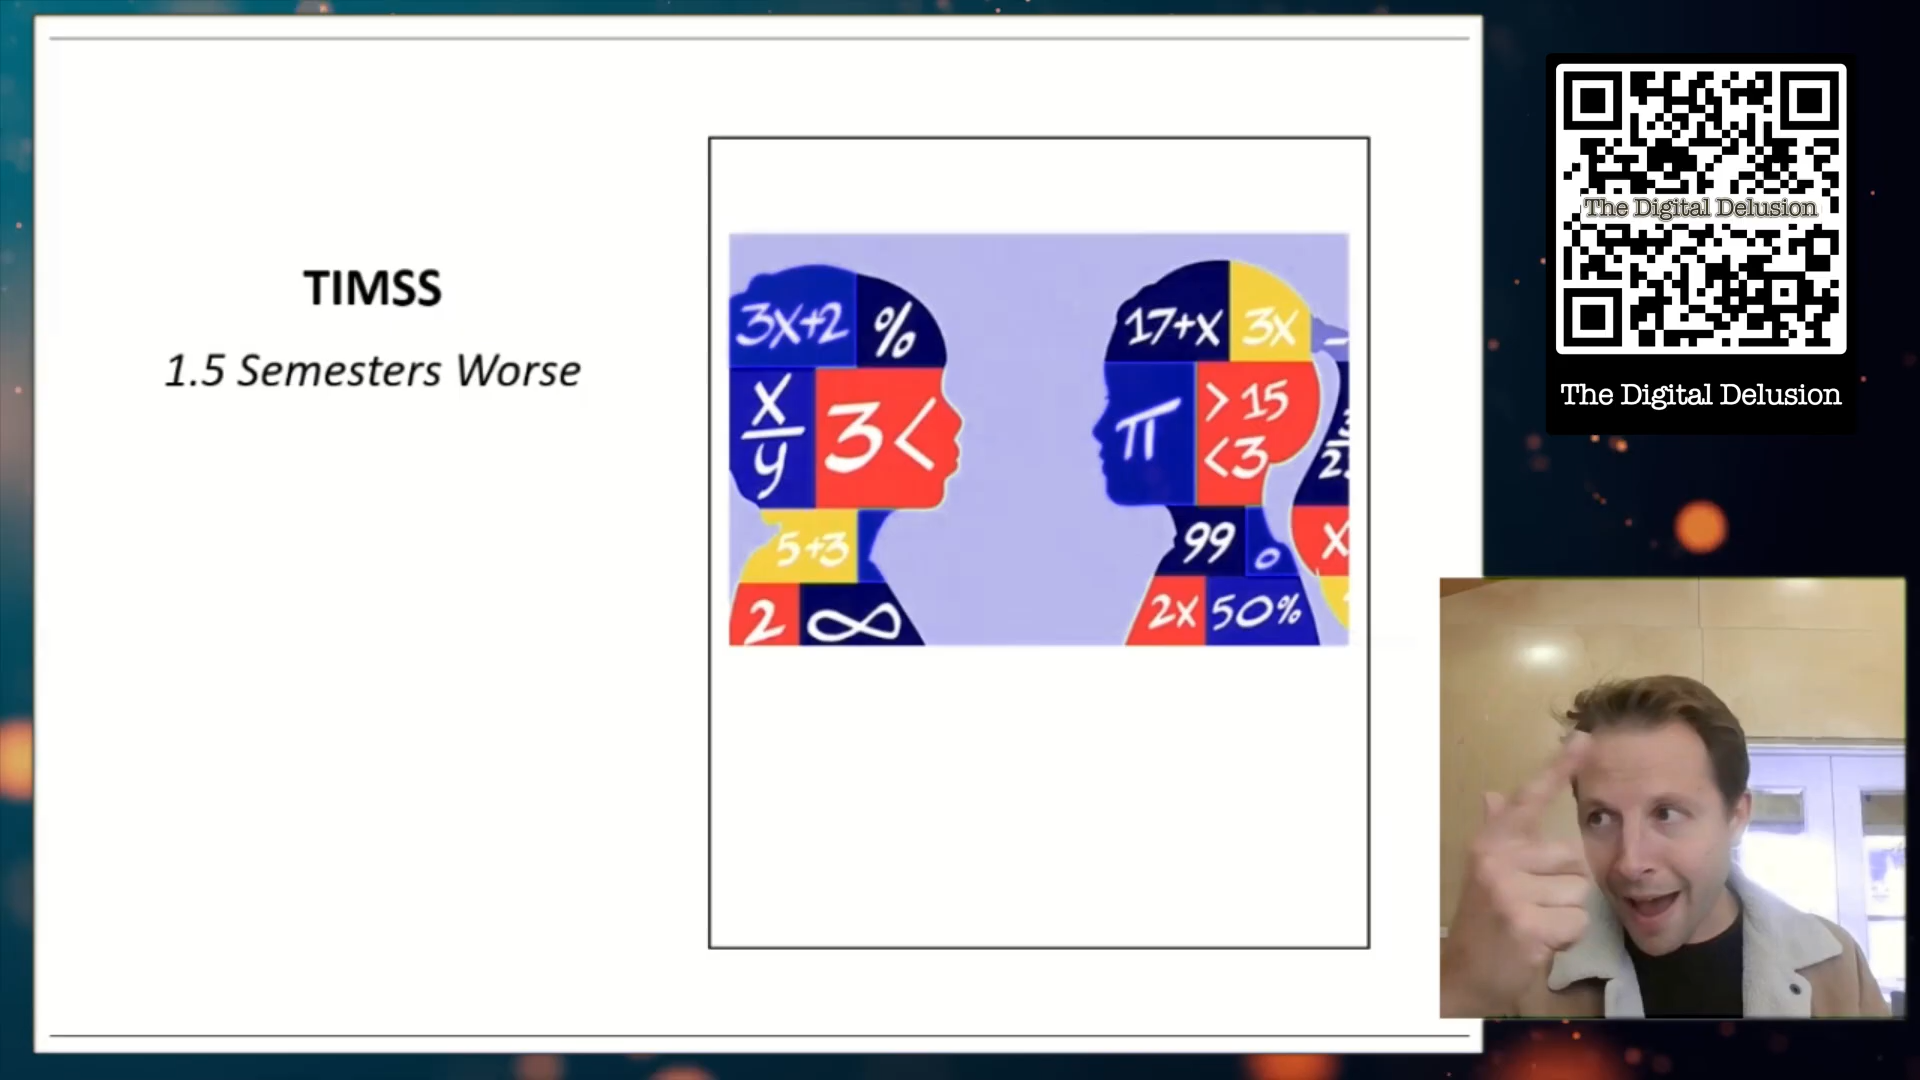 TIMSS
1.5 Semesters Worse
3x+2 %
x
y
3<
5+3
2 ∞
17+x 3x
π
> 15
<3
99
2x 50%
x
The Digital Delusion
The Digital Delusion